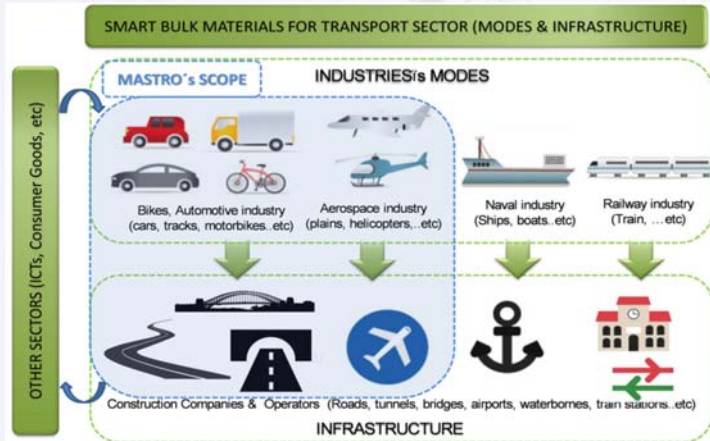 SMART BULK MATERIALS FOR TRANSPORT SECTOR (MODES & INFRASTRUCTURE)
OTHER SECTORS (ICTs, Consumer Goods, etc)
MASTRO´s SCOPE
INDUSTRIESï's MODES
Bikes, Automotive industry
(cars, tracks, motorbikes..etc)
Aerospace industry
(plains, helicopters,..etc)
Naval industry
(Ships, boats..etc)
Railway industry
(Train, …etc)
Construction Companies & Operators (Roads, tunnels, bridges, airports, waterbornes, train stations..etc)
INFRASTRUCTURE